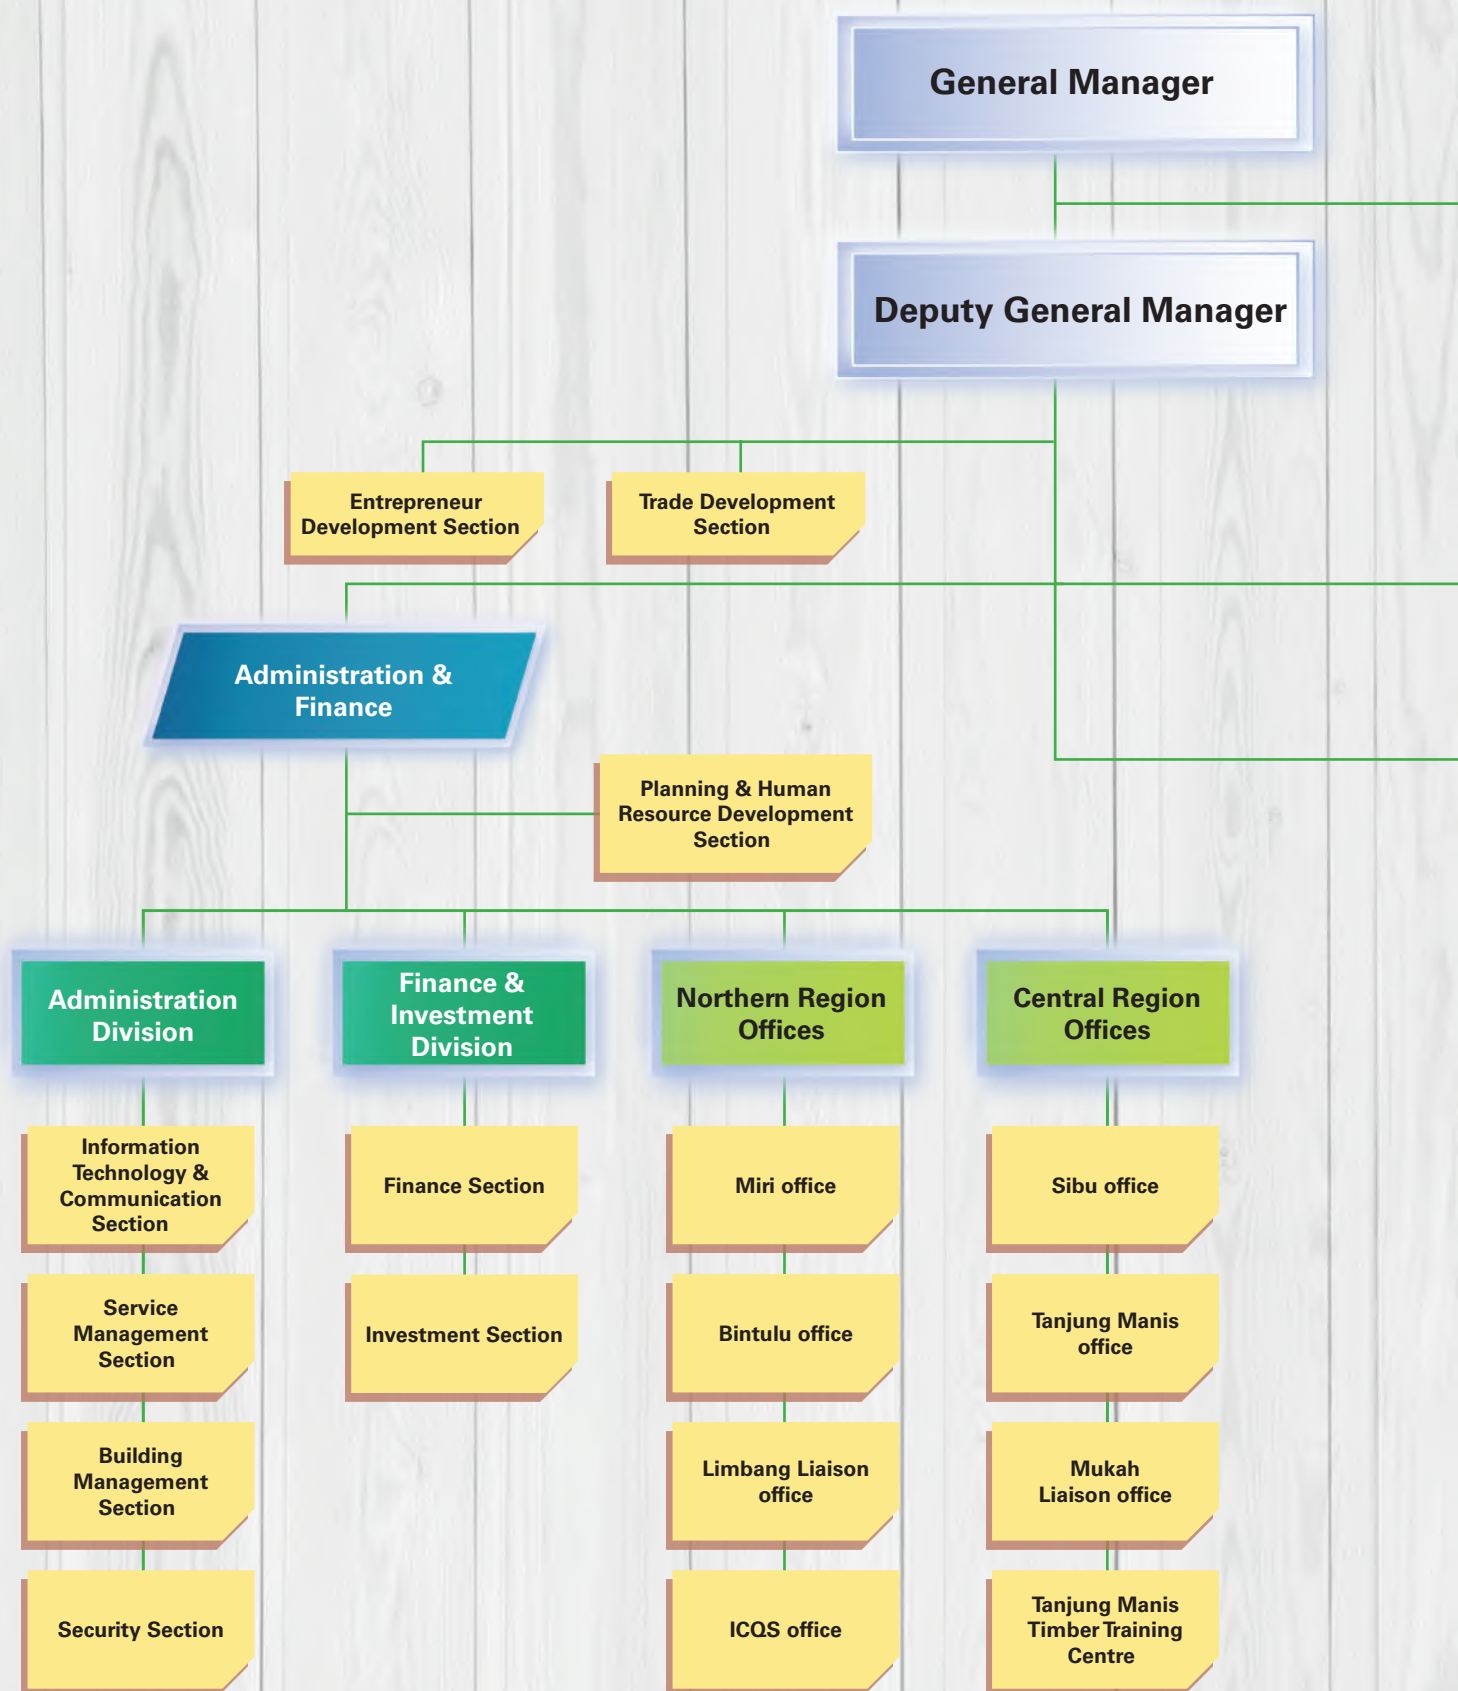 General Manager
Deputy General Manager
Entrepreneur
Development Section
Trade Development
Section
Administration &
Finance
Planning & Human
Resource Development
Section
Administration
Division
Finance &
Investment
Division
Northern Region
Offices
Central Region
Offices
Information
Technology &
Communication
Section
Finance Section
Miri office
Sibu office
Service
Management
Section
Investment Section
Bintulu office
Tanjung Manis
office
Building
Management
Section
Limbang Liaison
office
Mukah
Liaison office
Security Section
ICQS office
Tanjung Manis
Timber Training
Centre